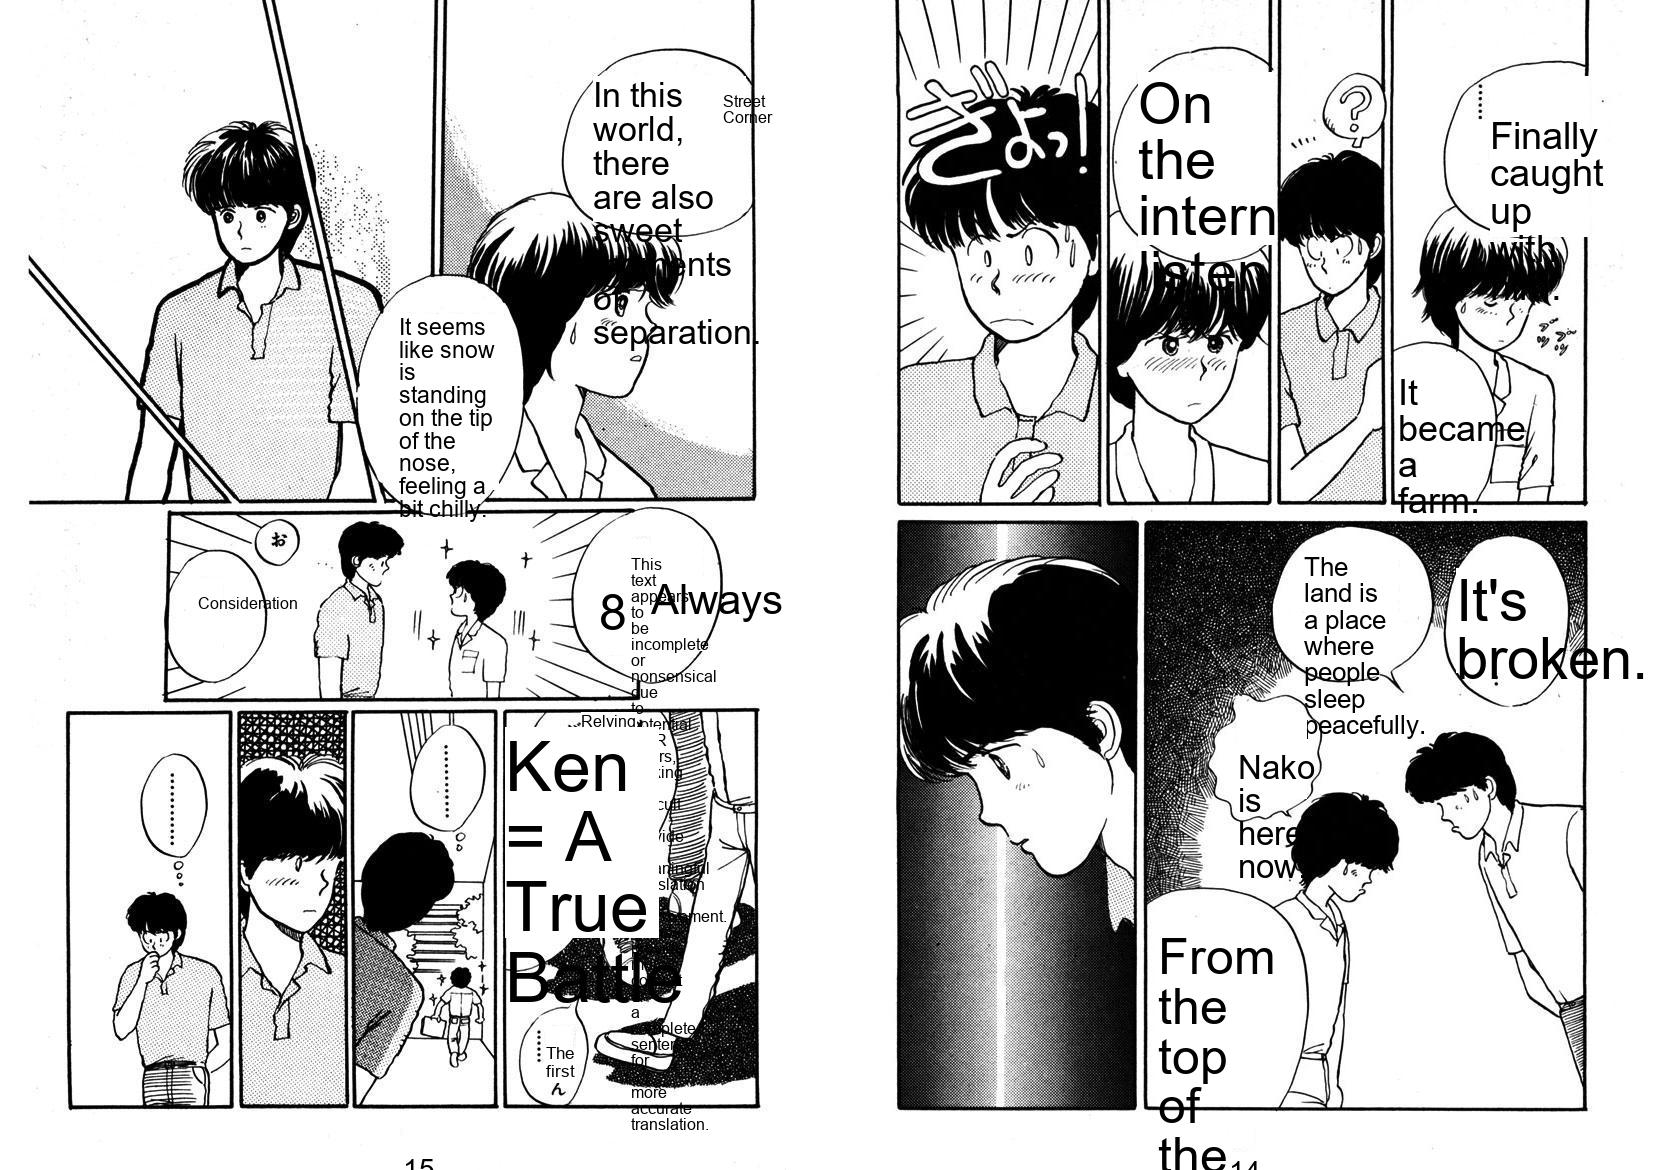 ……
Finally
caught
up
with
?
On
the
intern
listen
ぎょっ!
It
became
a
farm.
It's
broken.
The
land is
a place
where
people
sleep
peacefully.
Nako
is
here
now
From
the
top
of
the
14
Street
Corner
In this
world,
there
are also
sweet
separation.
It seems
like snow
is
standing
on the tip
of the
nose,
feeling a
bit chilly.
Always
8
This
text
appears
to
be
incomplete
or
nonsensical
due
to
potential
お
Consideration
Relving
Ken
= A
True
Battle
a
complete
sentence
for
more
accurate
translation.
……
The
first
ん
……
……
15